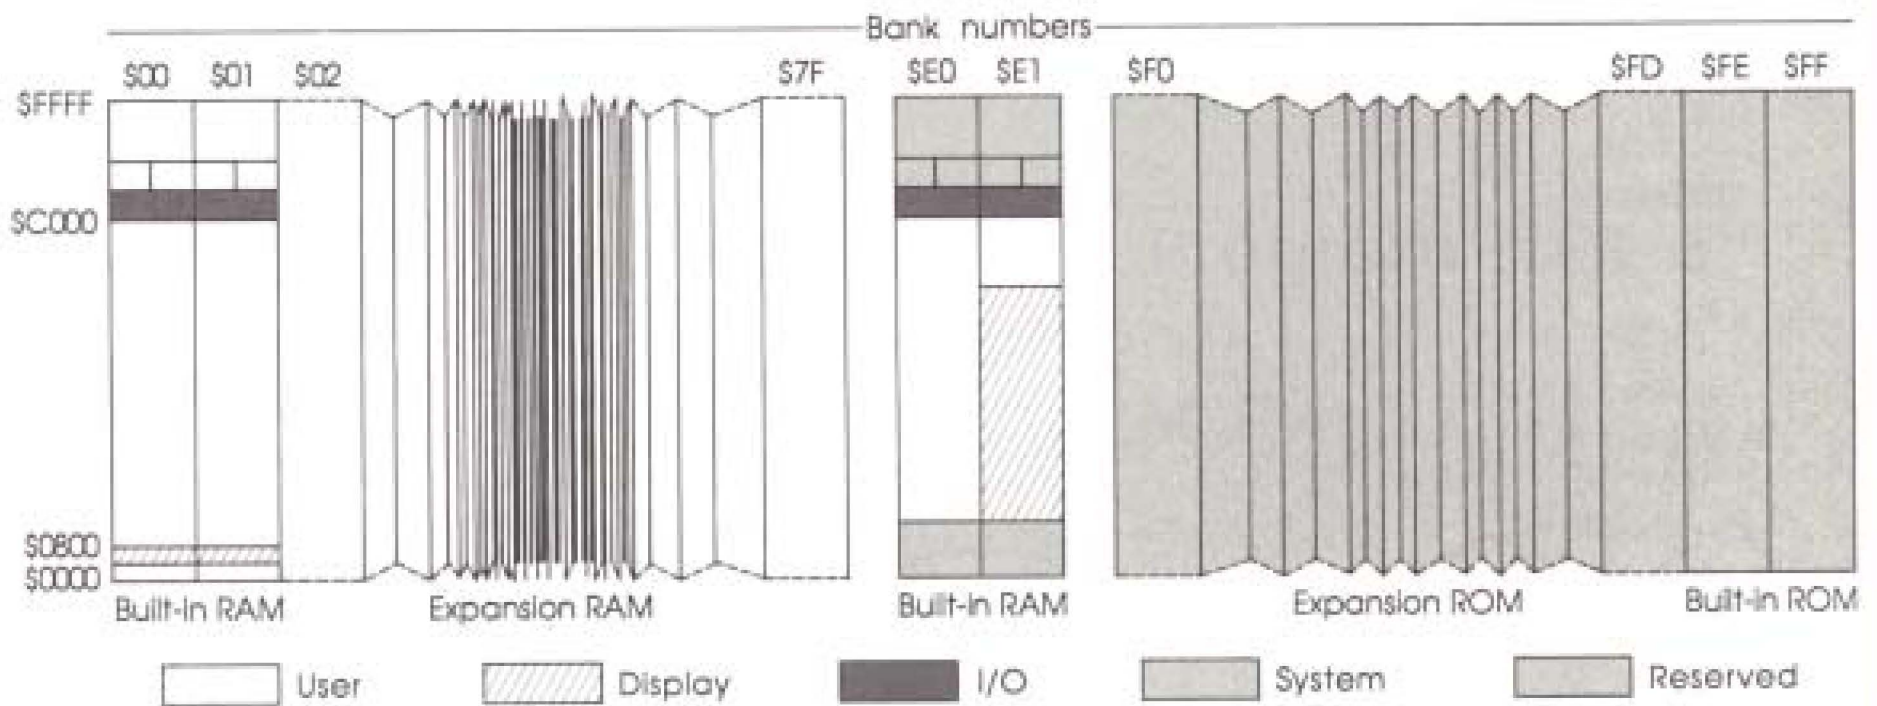 Bank numbers
$00 $01 $02 $7F $E0 $E1 $F0 $FD $FE $FF
$FFFF
$C000
$0800
$0000
Built-in RAM Expansion RAM Built-in RAM Expansion ROM Built-in ROM
User Display I/O System Reserved